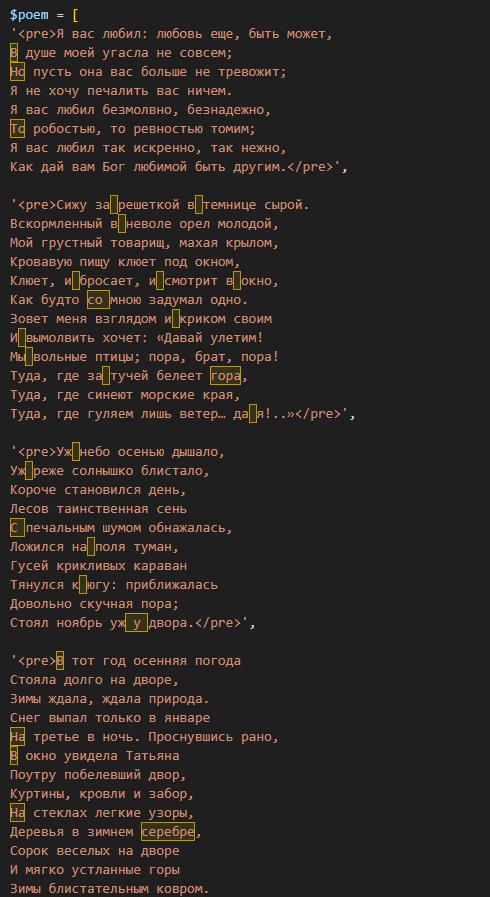 $poem = [
'<pre>Я вас любил: любовь еще, быть может,
В душе моей угасла не совсем;
Но пусть она вас больше не тревожит;
Я не хочу печалить вас ничем.
Я вас любил безмолвно, безнадежно,
То робостью, то ревностью томим;
Я вас любил так искренно, так нежно,
Как дай вам Бог любимой быть другим.</pre>',

'<pre>Сижу за решеткой в темнице сырой.
Вскормленный в неволе орел молодой,
Мой грустный товарищ, махая крылом,
Кровавую пищу клюет под окном,
Клюет, и бросает, и смотрит в окно,
Как будто со мною задумал одно.
Зовет меня взглядом и криком своим
И вымолвить хочет: «Давай улетим!
Мы вольные птицы; пора, брат, пора!
Туда, где за тучей белеет гора,
Туда, где синеют морские края,
Туда, где гуляем лишь ветер… да я!..»</pre>',

'<pre>Уж небо осенью дышало,
Уж реже солнышко блистало,
Короче становился день,
Лесов таинственная сень
С печальным шумом обнажалась,
Ложился на поля туман,
Гусей крикливых караван
Тянулся к югу: приближалась
Довольно скучная пора;
Стоял ноябрь уж у двора.</pre>',

'<pre>В тот год осенняя погода
Стояла долго на дворе,
Зимы ждала, ждала природа.
Снег выпал только в январе
На третье в ночь. Проснувшись рано,
В окно увидела Татьяна
Поутру побелевший двор,
Куртины, кровли и забор,
На стеклах легкие узоры,
Деревья в зимнем серебре,
Сорок веселых на дворе
И мягко устланные горы
Зимы блистательным ковром.